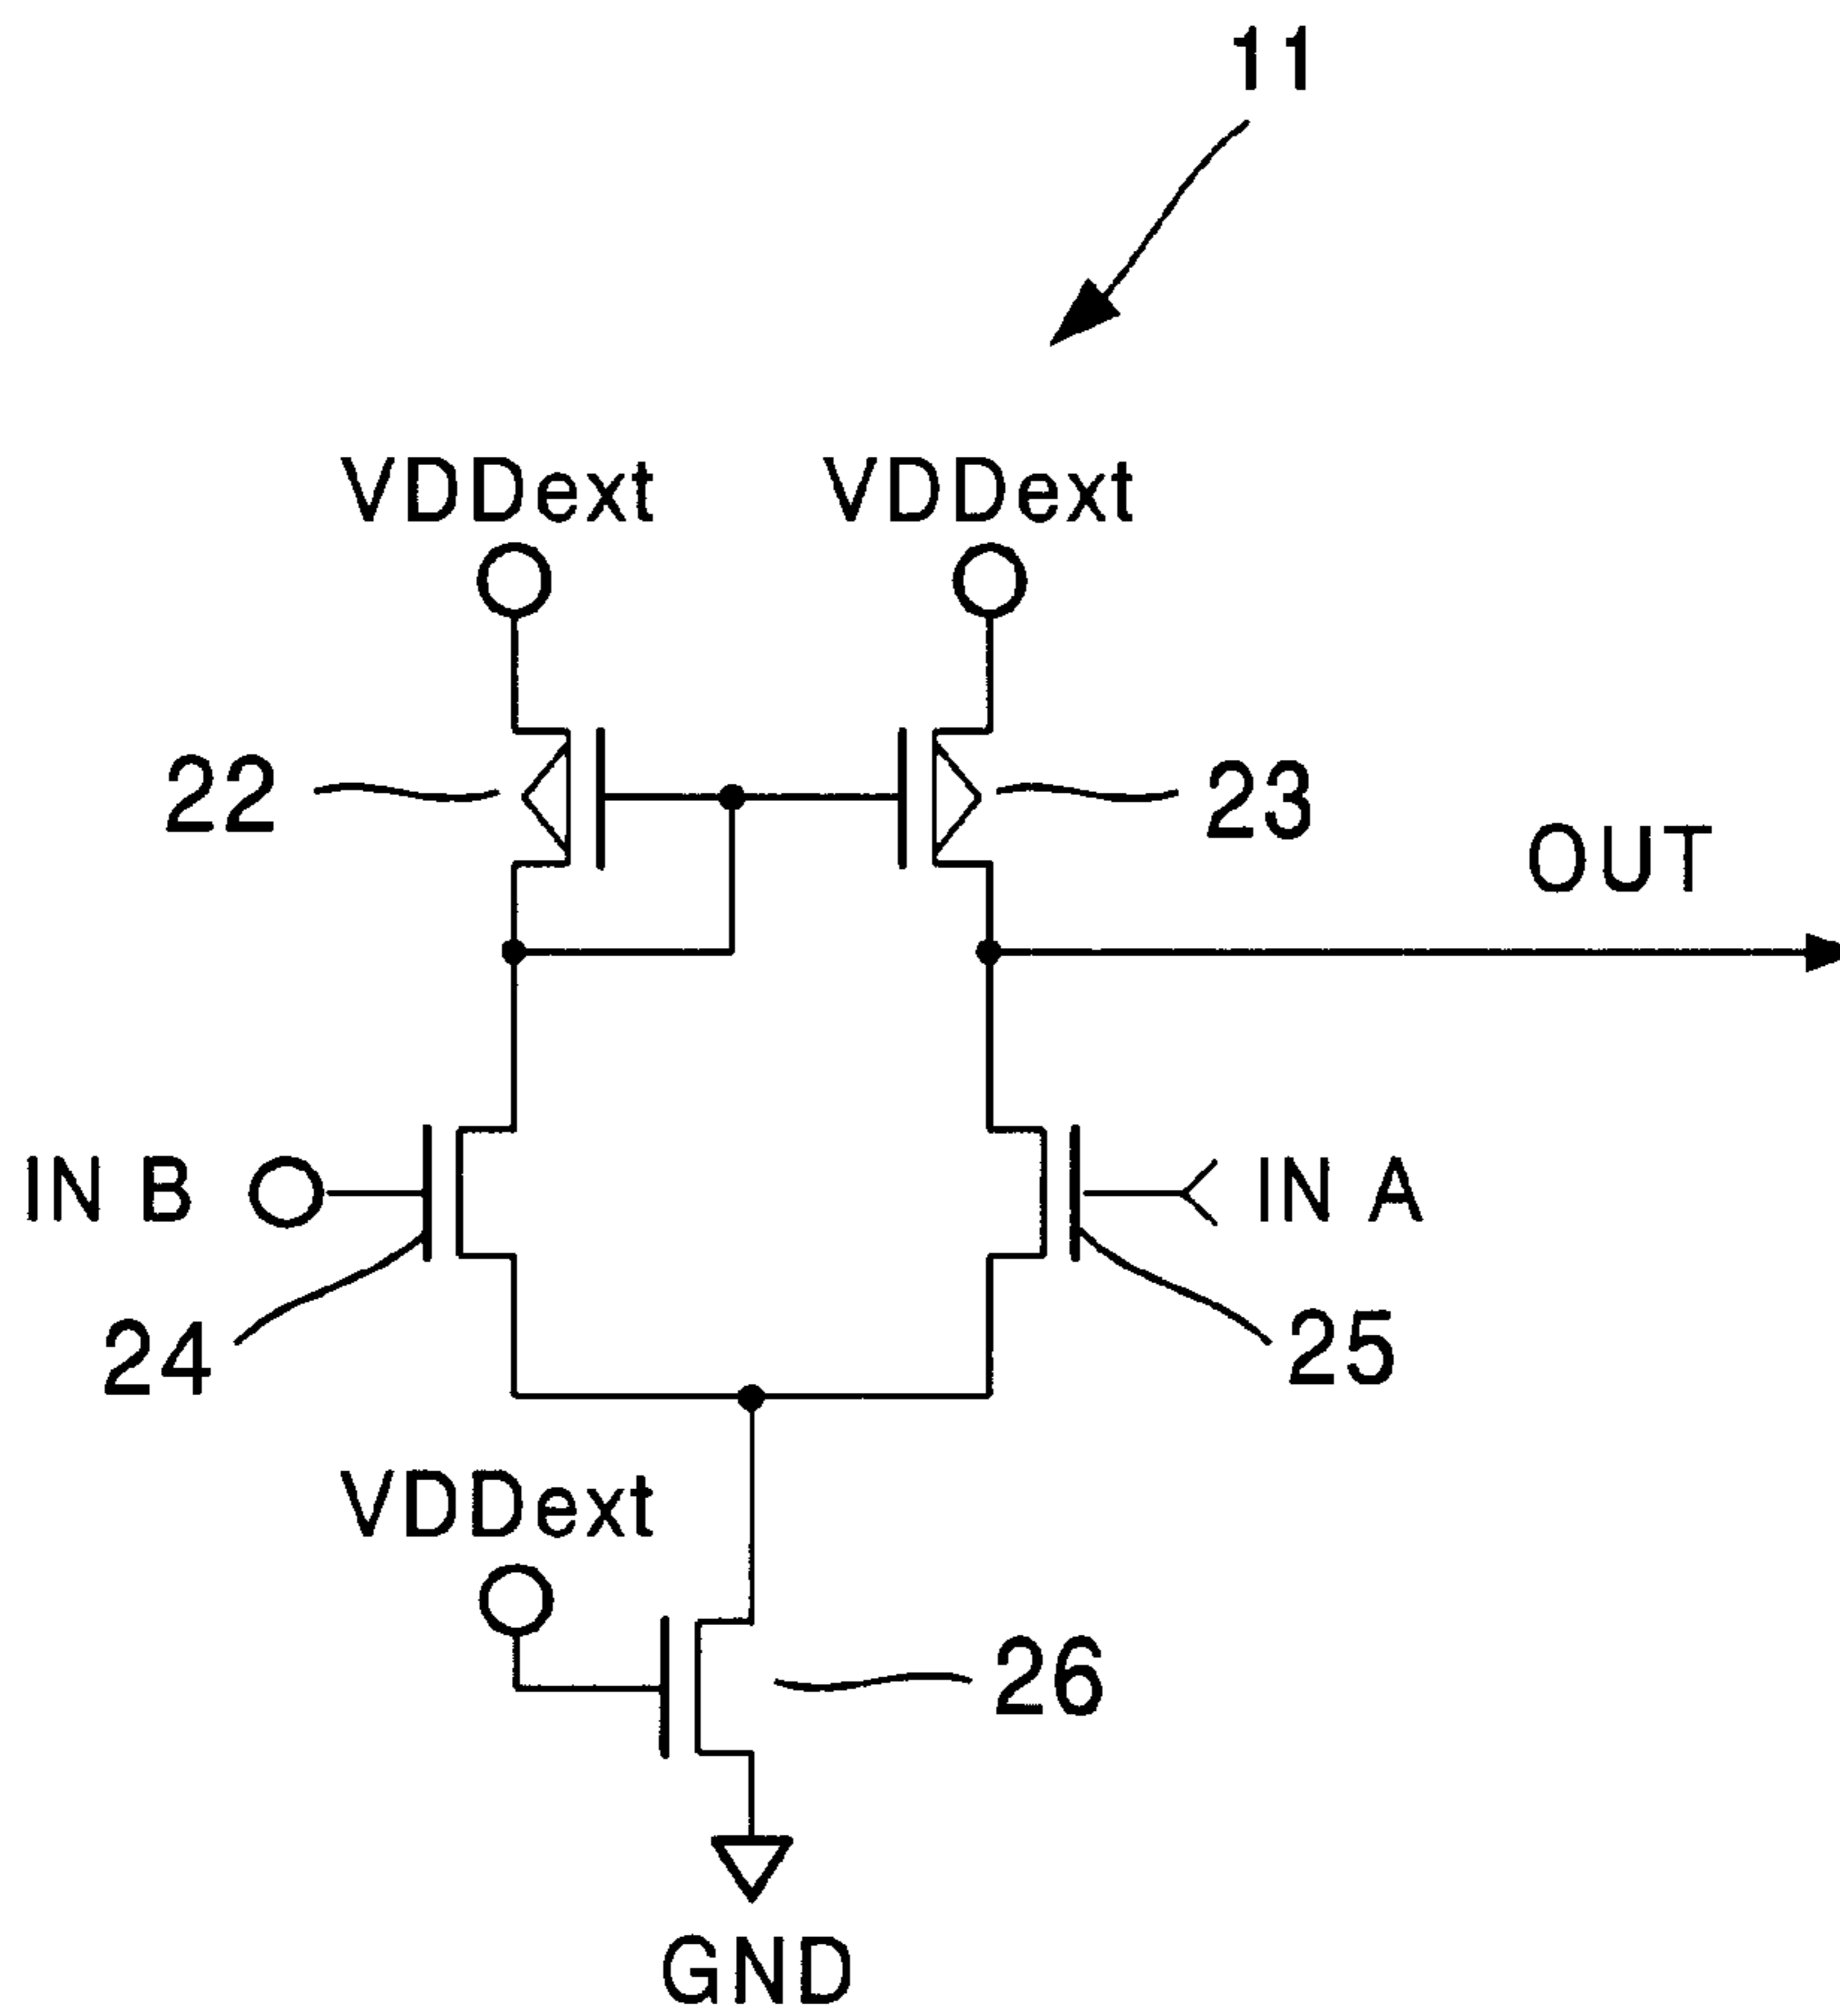 11
VDDext VDDext
22 23
OUT
IN B IN A
24 25
VDDext
26
GND